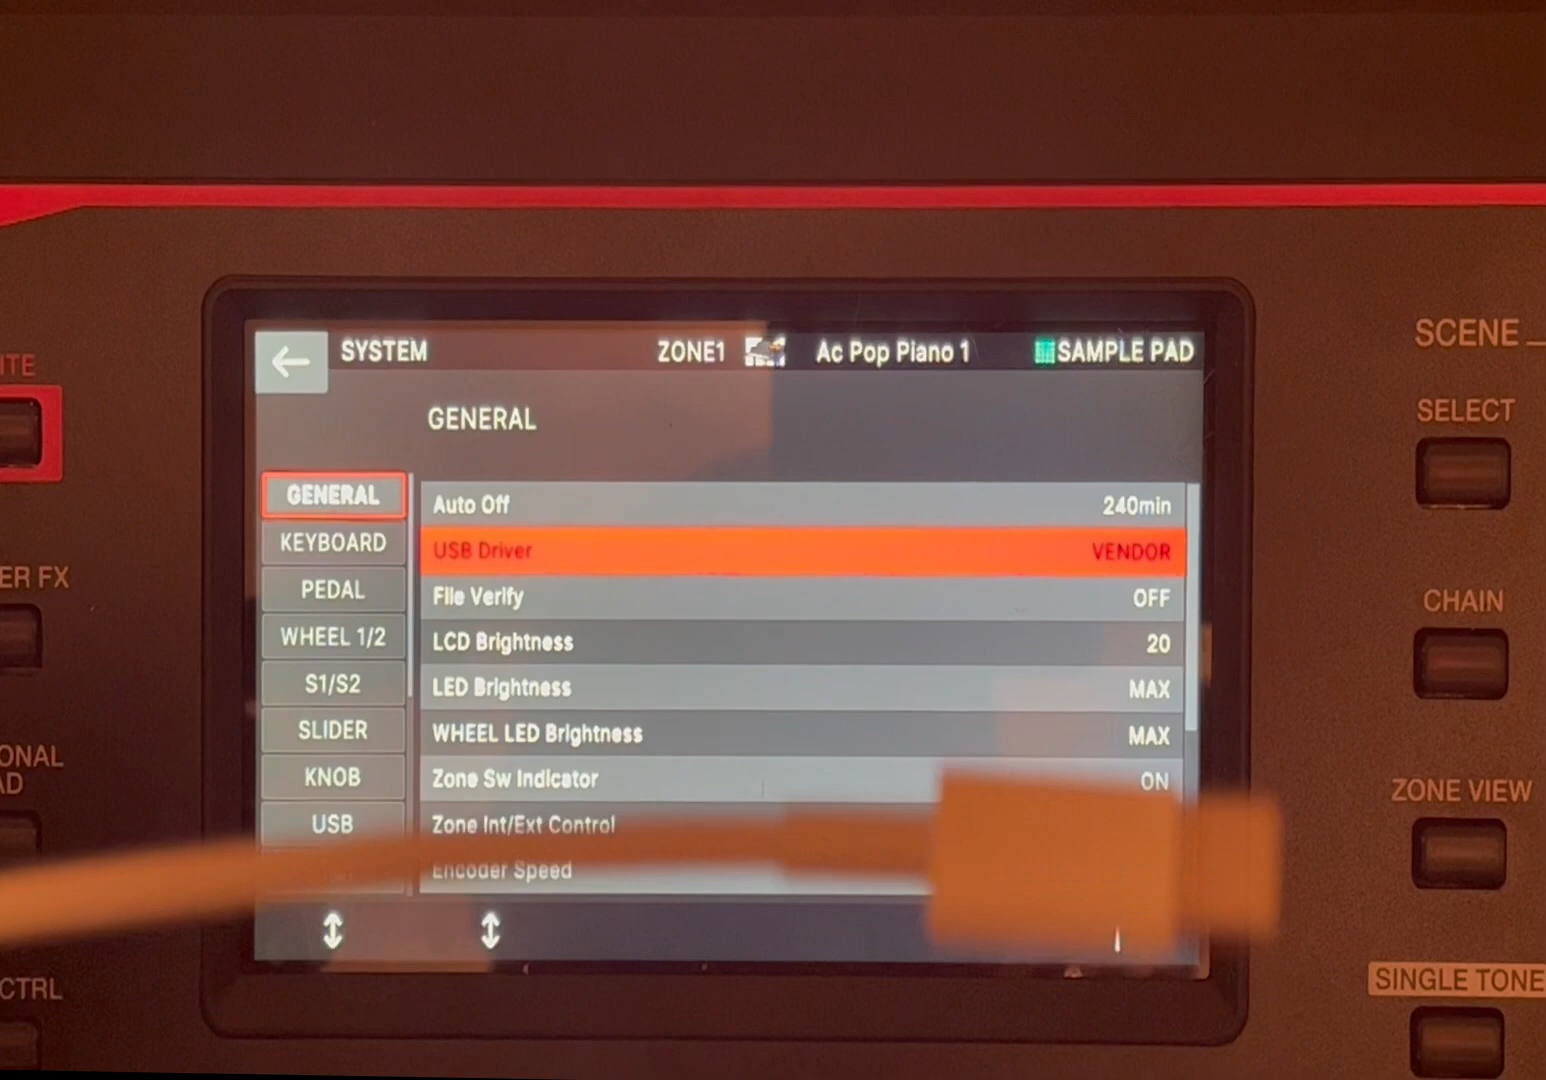 SYSTEM ZONE1 Ac Pop Piano 1 SAMPLE PAD
GENERAL
GENERAL
KEYBOARD
PEDAL
WHEEL 1/2
S1/S2
SLIDER
KNOB
USB
Auto Off 240min
USB Driver VENDOR
File Verify OFF
LCD Brightness 20
LED Brightness MAX
WHEEL LED Brightness MAX
Zone Sw Indicator ON
Zone Int/Ext Control
Encoder Speed
ITE
ER FX
ONAL
AD
CTRL
SCENE
SELECT
CHAIN
ZONE VIEW
SINGLE TONE